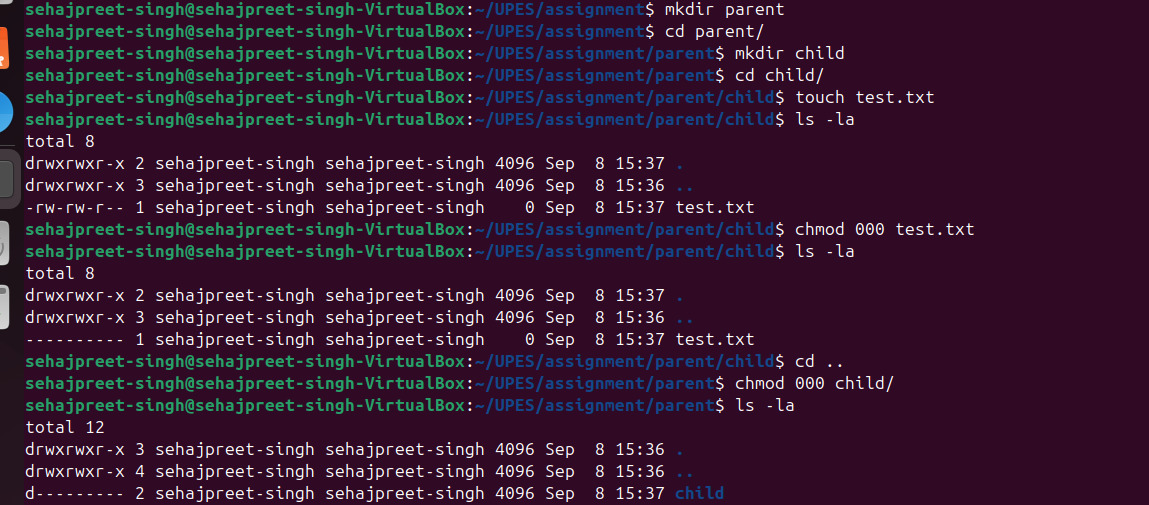 sehajpreet-singh@sehajpreet-singh-VirtualBox:~/UPES/assignment$ mkdir parent
sehajpreet-singh@sehajpreet-singh-VirtualBox:~/UPES/assignment$ cd parent/
sehajpreet-singh@sehajpreet-singh-VirtualBox:~/UPES/assignment/parent$ mkdir child
sehajpreet-singh@sehajpreet-singh-VirtualBox:~/UPES/assignment/parent$ cd child/
sehajpreet-singh@sehajpreet-singh-VirtualBox:~/UPES/assignment/parent/child$ touch test.txt
sehajpreet-singh@sehajpreet-singh-VirtualBox:~/UPES/assignment/parent/child$ ls -la
total 8
drwxrwxr-x 2 sehajpreet-singh sehajpreet-singh 4096 Sep  8 15:37 .
drwxrwxr-x 3 sehajpreet-singh sehajpreet-singh 4096 Sep  8 15:36 ..
-rw-rw-r-- 1 sehajpreet-singh sehajpreet-singh    0 Sep  8 15:37 test.txt
sehajpreet-singh@sehajpreet-singh-VirtualBox:~/UPES/assignment/parent/child$ chmod 000 test.txt
sehajpreet-singh@sehajpreet-singh-VirtualBox:~/UPES/assignment/parent/child$ ls -la
total 8
drwxrwxr-x 2 sehajpreet-singh sehajpreet-singh 4096 Sep  8 15:37 .
drwxrwxr-x 3 sehajpreet-singh sehajpreet-singh 4096 Sep  8 15:36 ..
---------- 1 sehajpreet-singh sehajpreet-singh    0 Sep  8 15:37 test.txt
sehajpreet-singh@sehajpreet-singh-VirtualBox:~/UPES/assignment/parent/child$ cd ..
sehajpreet-singh@sehajpreet-singh-VirtualBox:~/UPES/assignment/parent$ chmod 000 child/
sehajpreet-singh@sehajpreet-singh-VirtualBox:~/UPES/assignment/parent$ ls -la
total 12
drwxrwxr-x 3 sehajpreet-singh sehajpreet-singh 4096 Sep  8 15:36 .
drwxrwxr-x 4 sehajpreet-singh sehajpreet-singh 4096 Sep  8 15:36 ..
d--------- 2 sehajpreet-singh sehajpreet-singh 4096 Sep  8 15:37 child